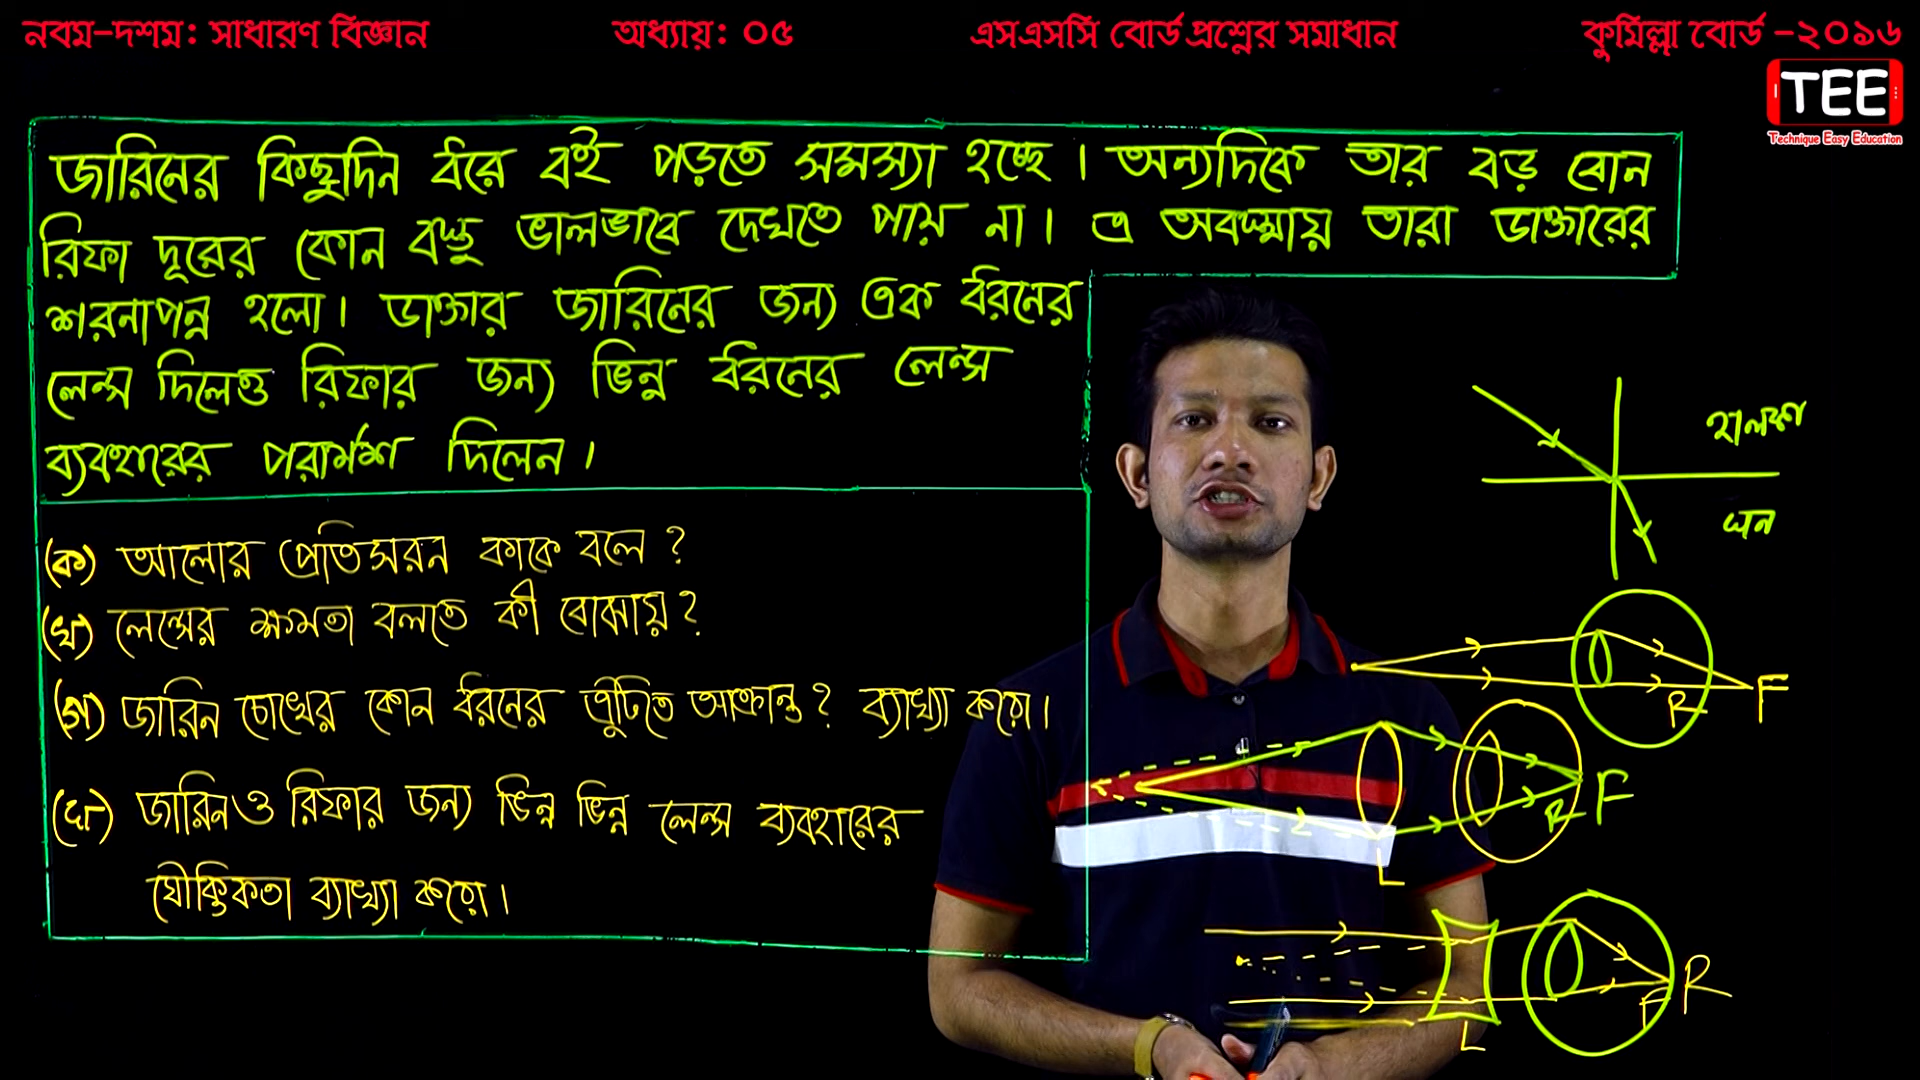 নবম-দশম: সাধারণ বিজ্ঞান অধ্যায়: ০৫ এসএসসি বোর্ড প্রশ্নের সমাধান কুমিল্লা বোর্ড -২০১৬
TEE
Technique Easy Education
জারিনের কিছুদিন ধরে বই পড়তে সমস্যা হচ্ছে। অন্যদিকে তার বড় বোন
রিফা দূরের কোন বস্তু ভালভাবে দেখতে পায় না। এ অবস্থায় তারা ডাক্তারের
শরনাপন্ন হলো। ডাক্তার জারিনের জন্য এক ধরনের
লেন্স দিলেও রিফার জন্য ভিন্ন ধরনের লেন্স
ব্যবহারের পরামর্শ দিলেন।
(ক) আলোর প্রতিসরন কাকে বলে?
(খ) লেন্সের ক্ষমতা বলতে কী বোঝায়?
(গ) জারিন চোখের কোন ধরনের ত্রুটিতে আক্রান্ত? ব্যাখ্যা করো।
(ঘ) জারিন ও রিফার জন্য ভিন্ন ভিন্ন লেন্স ব্যবহারের
যৌক্তিকতা ব্যাখ্যা করো।
হালকা
ঘন
R F
R F
L
F R
L